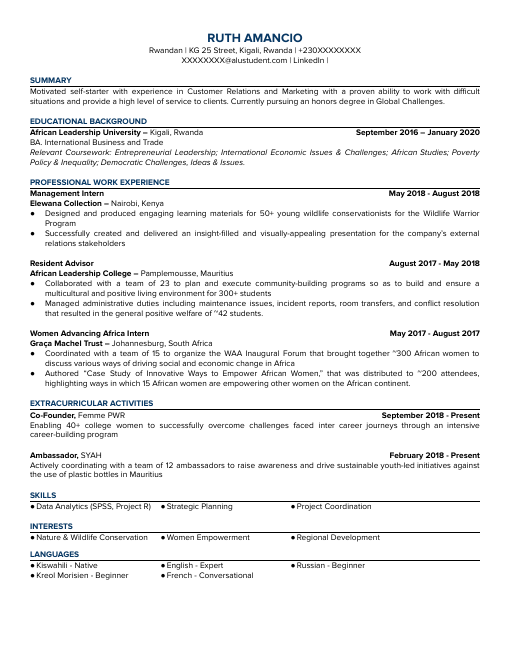 RUTH AMANCIO
Rwandan | KG 25 Street, Kigali, Rwanda | +230XXXXXXXX
XXXXXXXX@alustudent.com | LinkedIn |
SUMMARY
Motivated self-starter with experience in Customer Relations and Marketing with a proven ability to work with difficult
situations and provide a high level of service to clients. Currently pursuing an honors degree in Global Challenges.
EDUCATIONAL BACKGROUND
African Leadership University – Kigali, Rwanda September 2016 – January 2020
BA. International Business and Trade
Relevant Coursework: Entrepreneurial Leadership; International Economic Issues & Challenges; African Studies; Poverty
Policy & Inequality; Democratic Challenges, Ideas & Issues.
PROFESSIONAL WORK EXPERIENCE
Management Intern May 2018 - August 2018
Elewana Collection – Nairobi, Kenya
● Designed and produced engaging learning materials for 50+ young wildlife conservationists for the Wildlife Warrior
Program
● Successfully created and delivered an insight-filled and visually-appealing presentation for the company's external
relations stakeholders
Resident Advisor August 2017 - May 2018
African Leadership College – Pamplemousse, Mauritius
● Collaborated with a team of 23 to plan and execute community-building programs so as to build and ensure a
multicultural and positive living environment for 300+ students
● Managed administrative duties including maintenance issues, incident reports, room transfers, and conflict resolution
that resulted in the general positive welfare of ~42 students.
Women Advancing Africa Intern May 2017 - August 2017
Graça Machel Trust – Johannesburg, South Africa
● Coordinated with a team of 15 to organize the WAA Inaugural Forum that brought together ~300 African women to
discuss various ways of driving social and economic change in Africa
● Authored “Case Study of Innovative Ways to Empower African Women,” that was distributed to ~200 attendees,
highlighting ways in which 15 African women are empowering other women on the African continent.
EXTRACURRICULAR ACTIVITIES
Co-Founder, Femme PWR September 2018 - Present
Enabling 40+ college women to successfully overcome challenges faced inter career journeys through an intensive
career-building program
Ambassador, SYAH February 2018 - Present
Actively coordinating with a team of 12 ambassadors to raise awareness and drive sustainable youth-led initiatives against
the use of plastic bottles in Mauritius
SKILLS
● Data Analytics (SPSS, Project R) ● Strategic Planning ● Project Coordination
INTERESTS
● Nature & Wildlife Conservation ● Women Empowerment ● Regional Development
LANGUAGES
● Kiswahili - Native ● English - Expert ● Russian - Beginner
● Kreol Morisien - Beginner ● French - Conversational